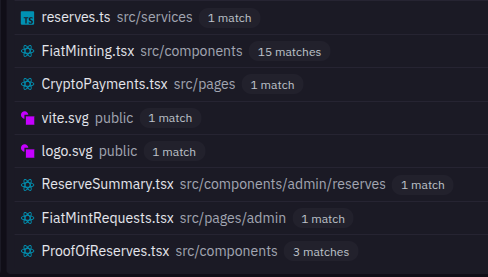 TS reserves.ts src/services 1 match
FiatMinting.tsx src/components 15 matches
CryptoPayments.tsx src/pages 1 match
vite.svg public 1 match
logo.svg public 1 match
ReserveSummary.tsx src/components/admin/reserves 1 match
FiatMintRequests.tsx src/pages/admin 1 match
ProofOfReserves.tsx src/components 3 matches